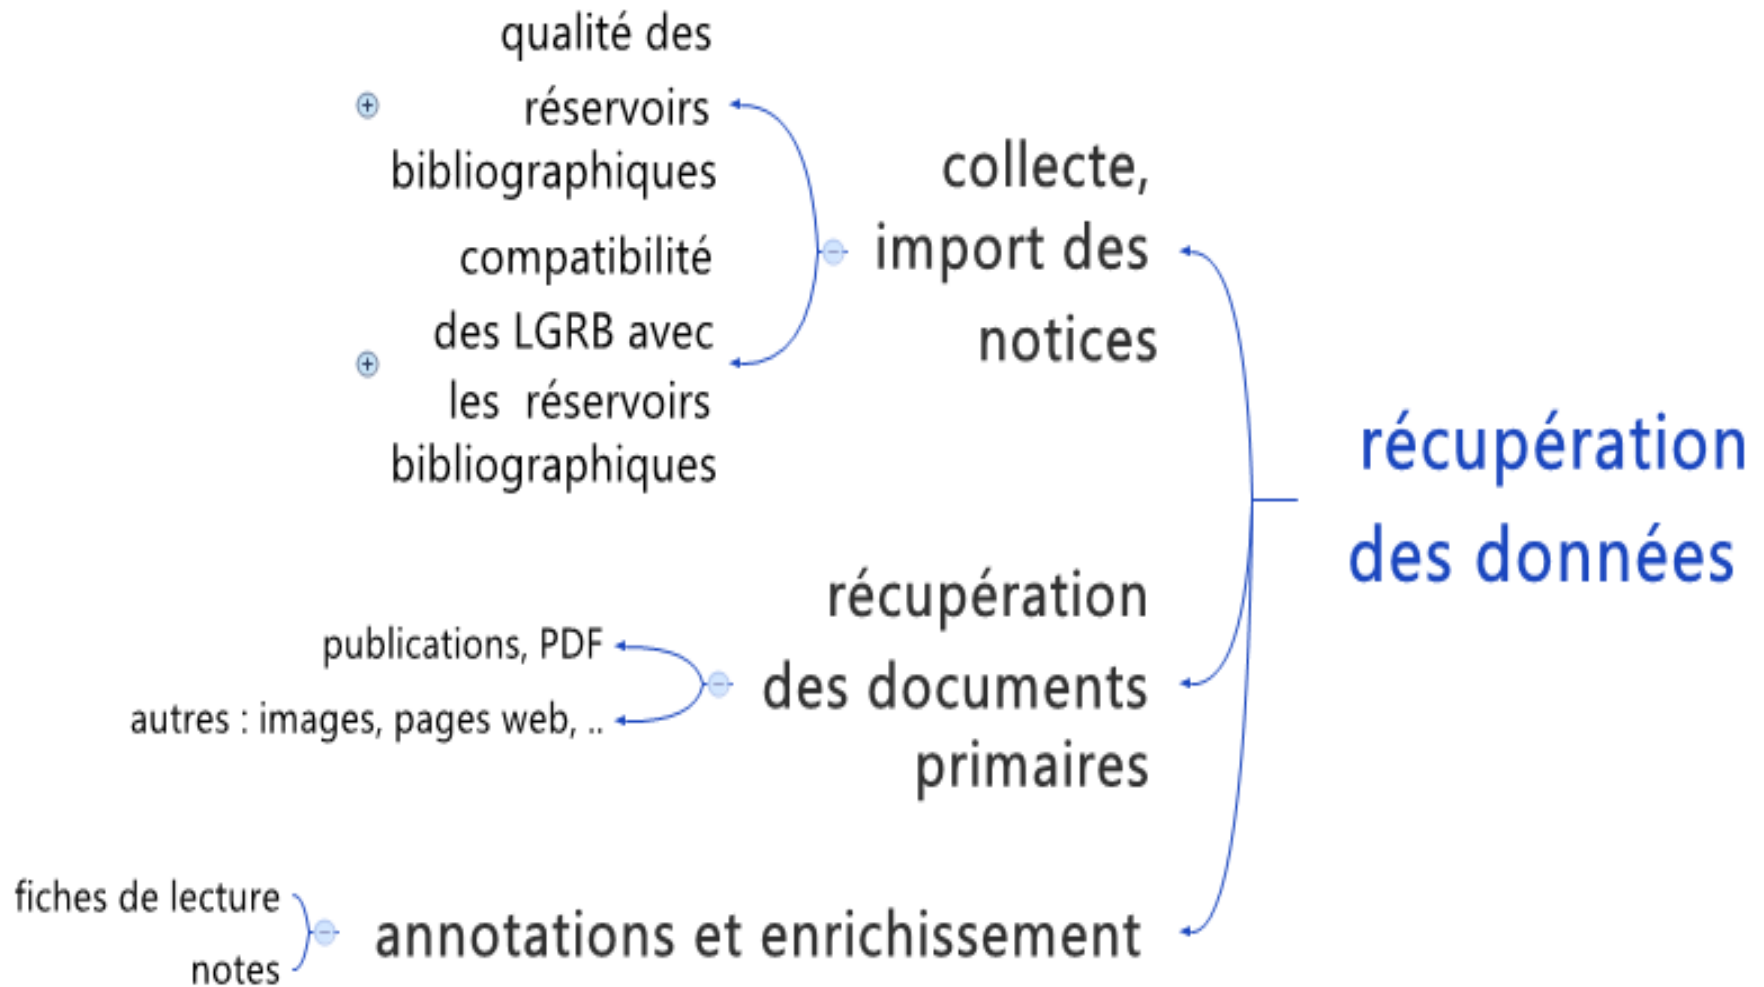 qualité des
réservoirs
bibliographiques
compatibilité
des LGRB avec
les réservoirs
bibliographiques
collecte,
import des
notices
récupération
des données
récupération
des documents
primaires
publications, PDF
autres : images, pages web, ..
annotations et enrichissement
fiches de lecture
notes